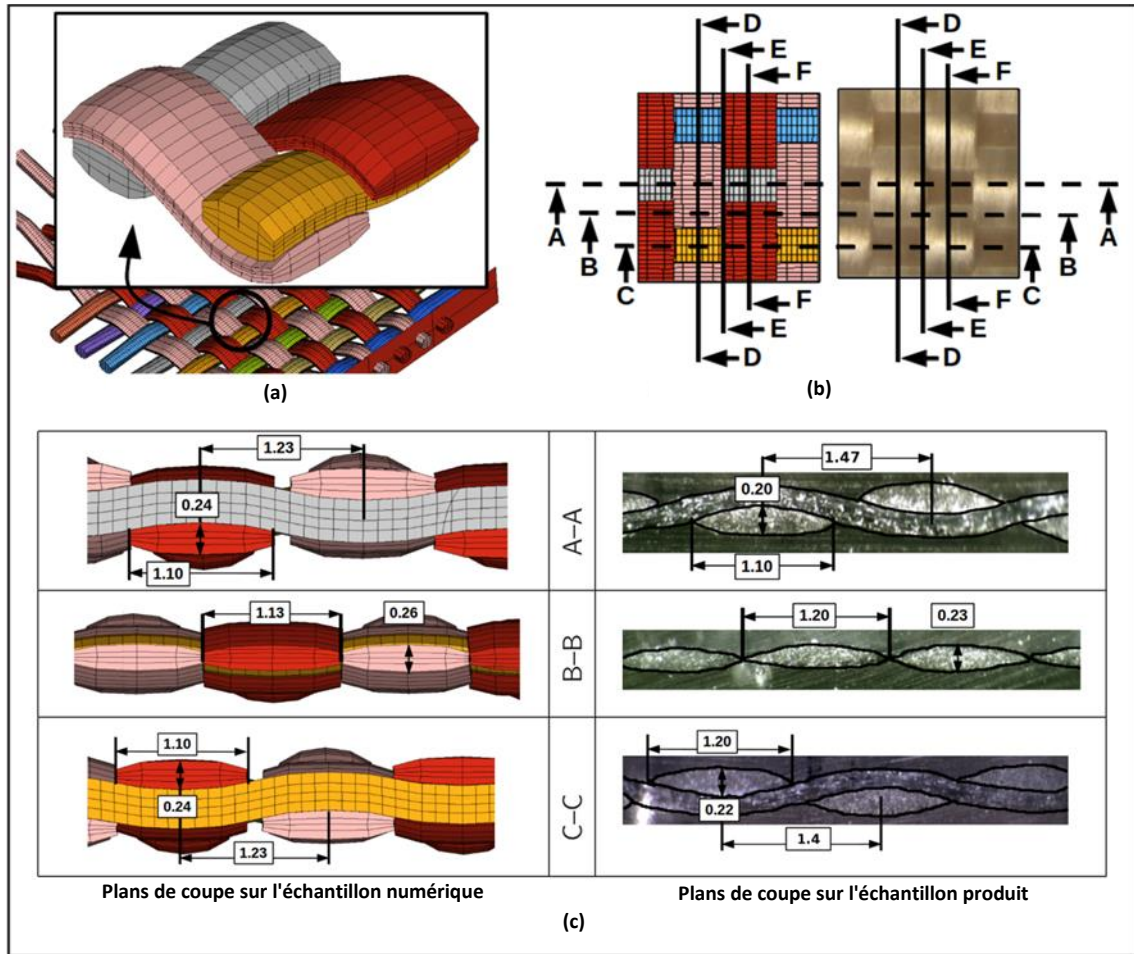 D D
E E
F F
A A
B B
C C
F F
E E
D D
(a) (b)
1.23 1.47
0.24 0.20
A–A
1.10 1.10
1.13 0.26 1.20 0.23
B–B
1.10 1.20
0.24 0.22
C–C
1.23 1.4
Plans de coupe sur l'échantillon numérique Plans de coupe sur l'échantillon produit
(c)